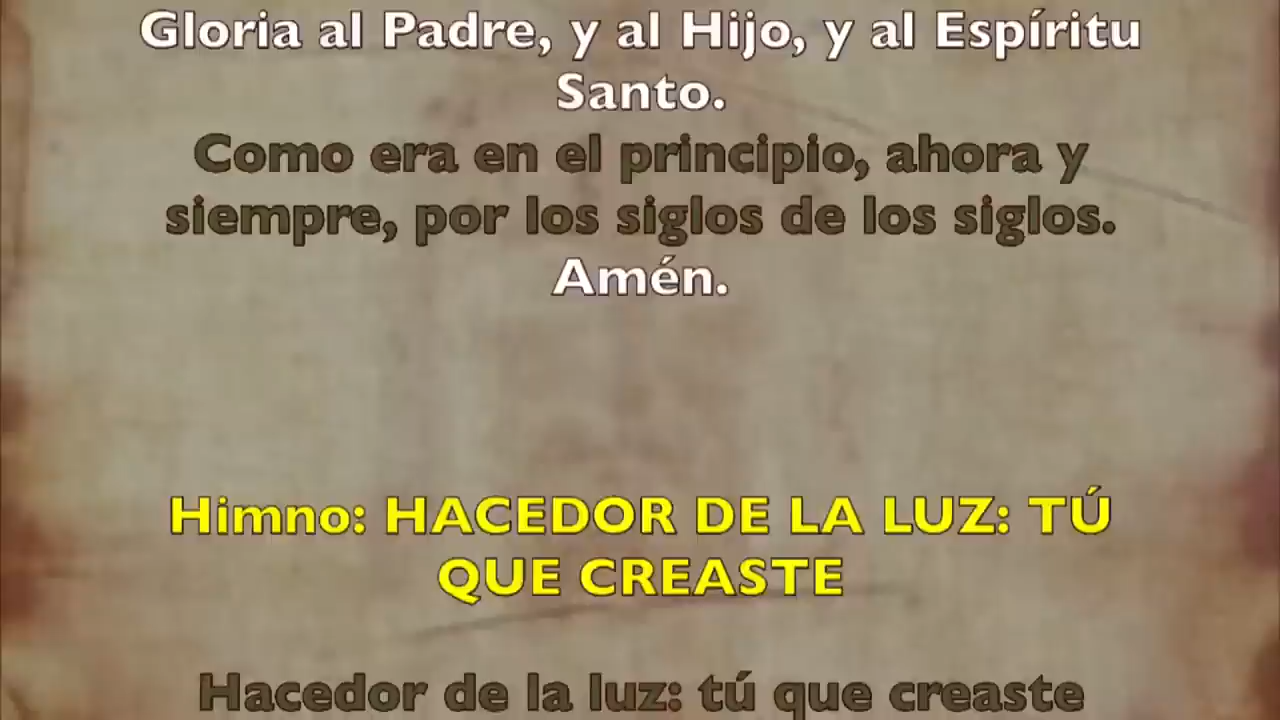 Gloria al Padre, y al Hijo, y al Espíritu
Santo.
Como era en el principio, ahora y
siempre, por los siglos de los siglos.
Amén.
Himno: HACEDOR DE LA LUZ: TÚ
QUE CREASTE
Hacedor de la luz: tú que creaste